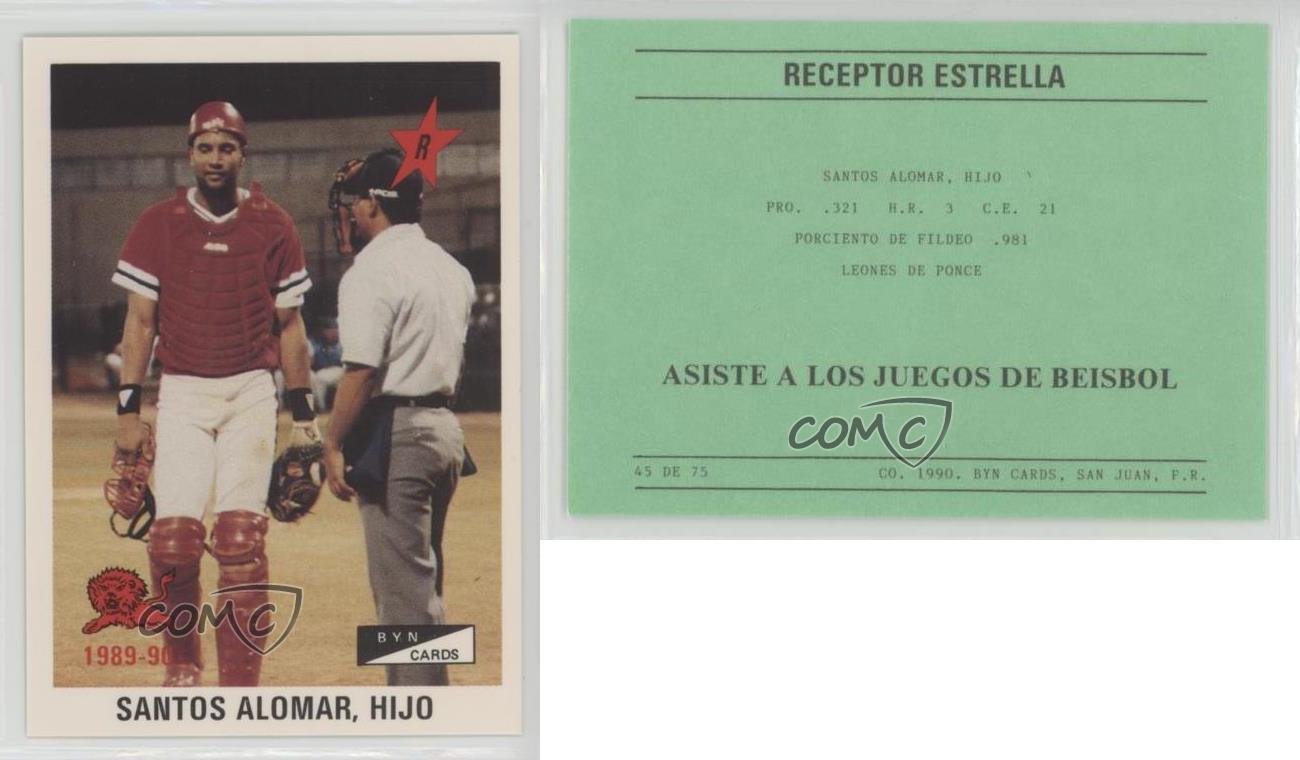 R
1989-90
BYN
CARDS
SANTOS ALOMAR, HIJO
COMC
RECEPTOR ESTRELLA
SANTOS ALOMAR, HIJO
PRO. .321 H.R. 3 C.E. 21
PORCIENTO DE FILDEO .981
LEONES DE PONCE
ASISTE A LOS JUEGOS DE BEISBOL
COMC
45 DE 75 CO. 1990. BYN CARDS, SAN JUAN, P.R.